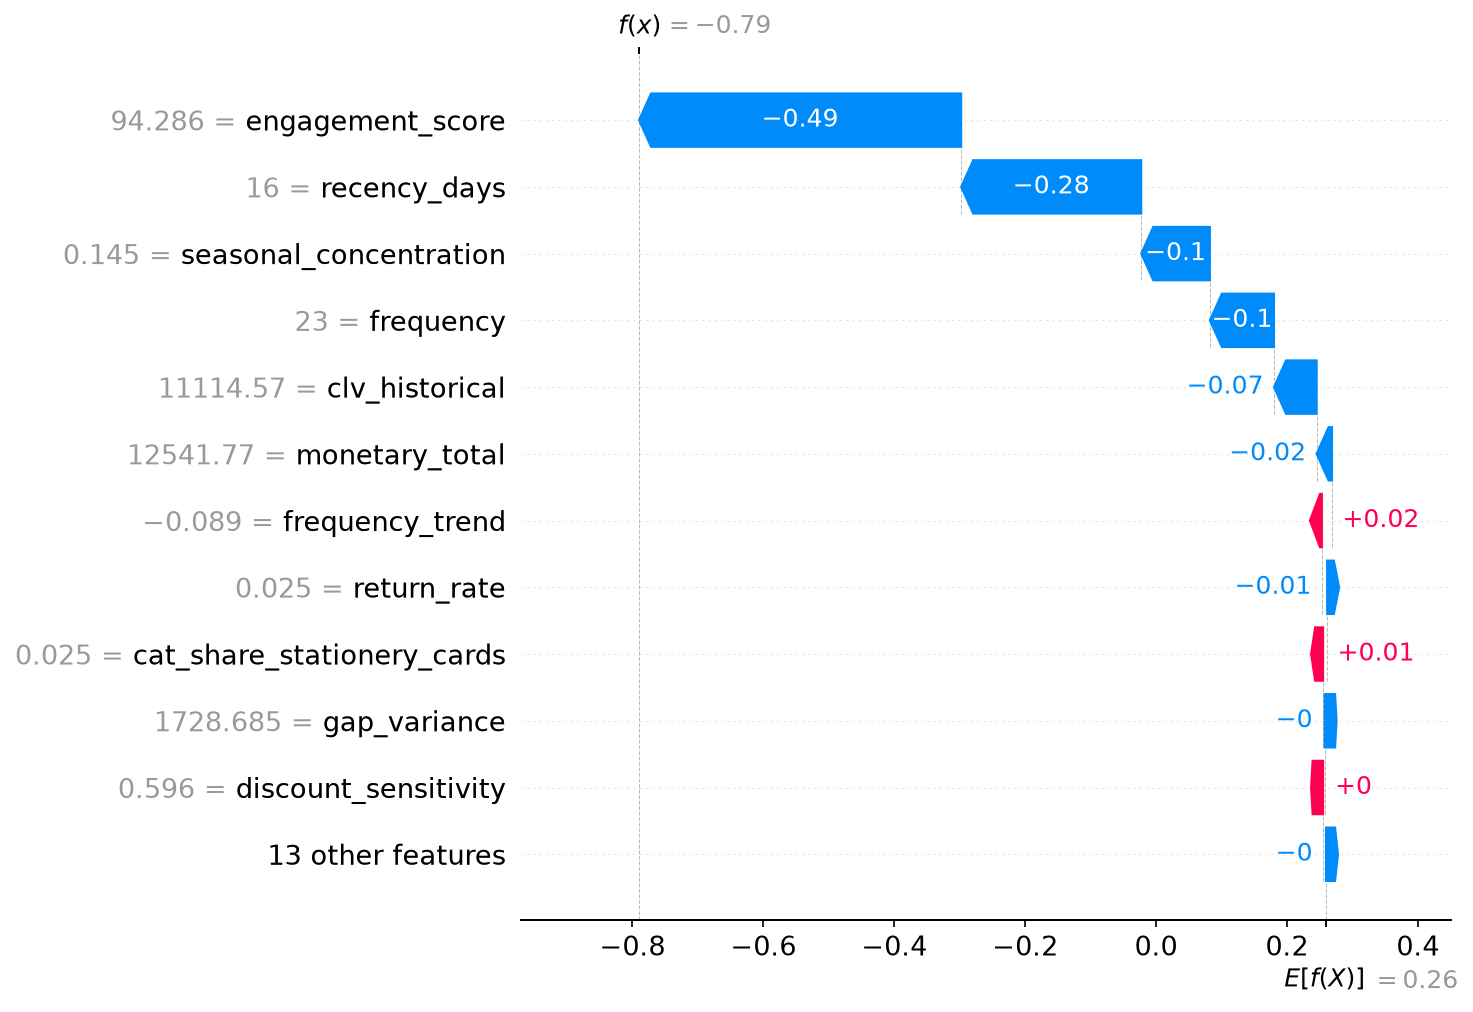 f(x) = −0.79
94.286 = engagement_score −0.49
16 = recency_days −0.28
0.145 = seasonal_concentration −0.1
23 = frequency −0.1
11114.57 = clv_historical −0.07
12541.77 = monetary_total −0.02
−0.089 = frequency_trend +0.02
0.025 = return_rate −0.01
0.025 = cat_share_stationery_cards +0.01
1728.685 = gap_variance −0
0.596 = discount_sensitivity +0
13 other features −0
−0.8 −0.6 −0.4 −0.2 0.0 0.2 0.4
E[f(X)] = 0.26